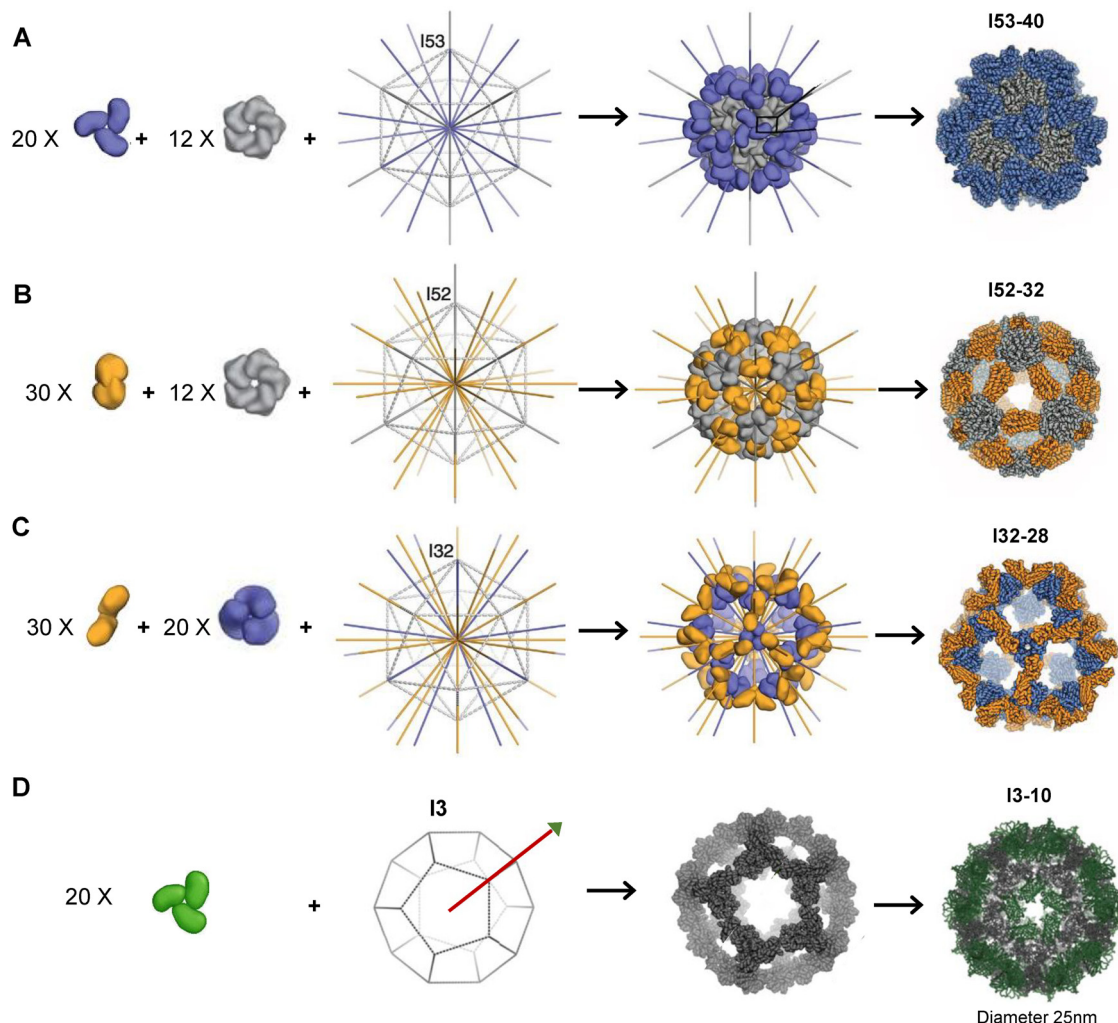 A
I53
I53-40
20 X + 12 X +
B
I52
I52-32
30 X + 12 X +
C
I32
I32-28
30 X + 20 X +
D
I3
I3-10
20 X +
Diameter 25nm